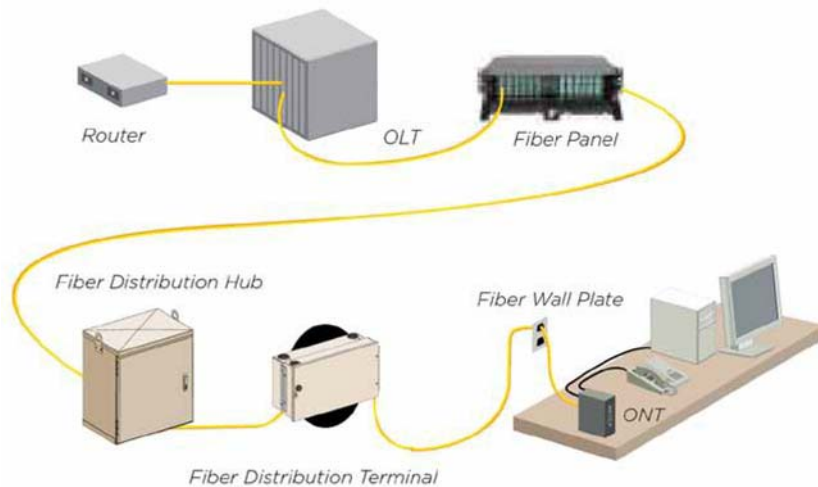 Router
OLT
Fiber Panel
Fiber Distribution Hub
Fiber Wall Plate
ONT
Fiber Distribution Terminal